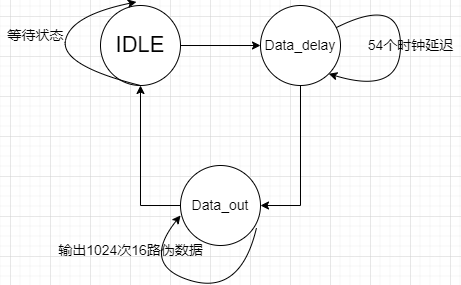 等待状态
IDLE
Data_delay
54个时钟延迟
Data_out
输出1024次16路伪数据